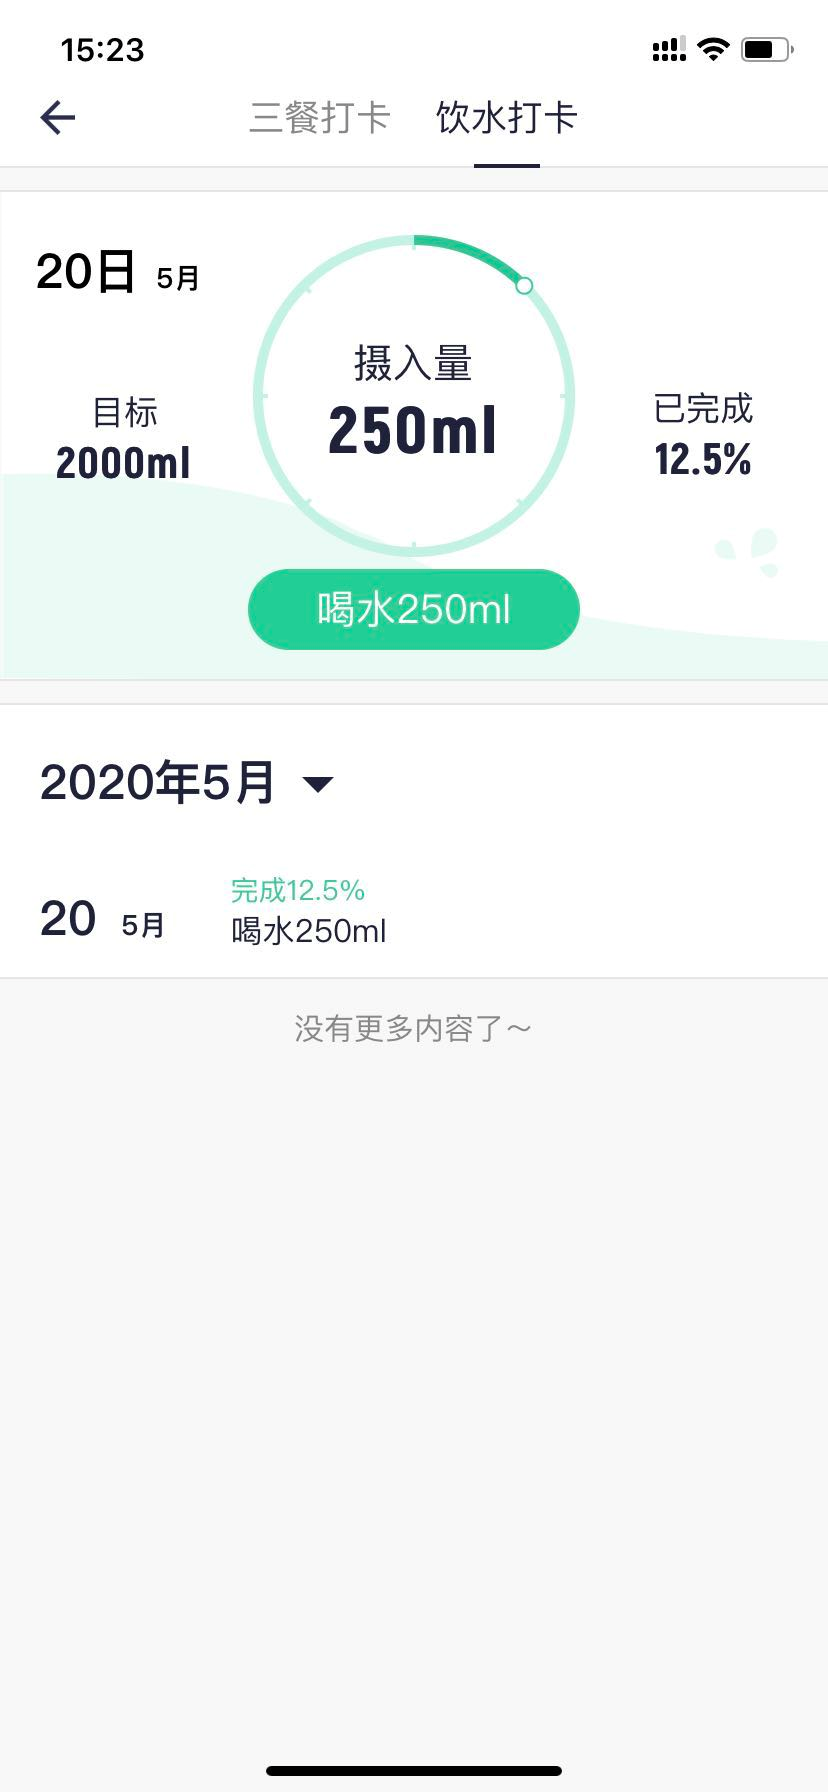 15:23
三餐打卡 饮水打卡
20日 5月
摄入量
250ml
目标
2000ml
已完成
12.5%
喝水250ml
2020年5月
20 5月
完成12.5%
喝水250ml
没有更多内容了～